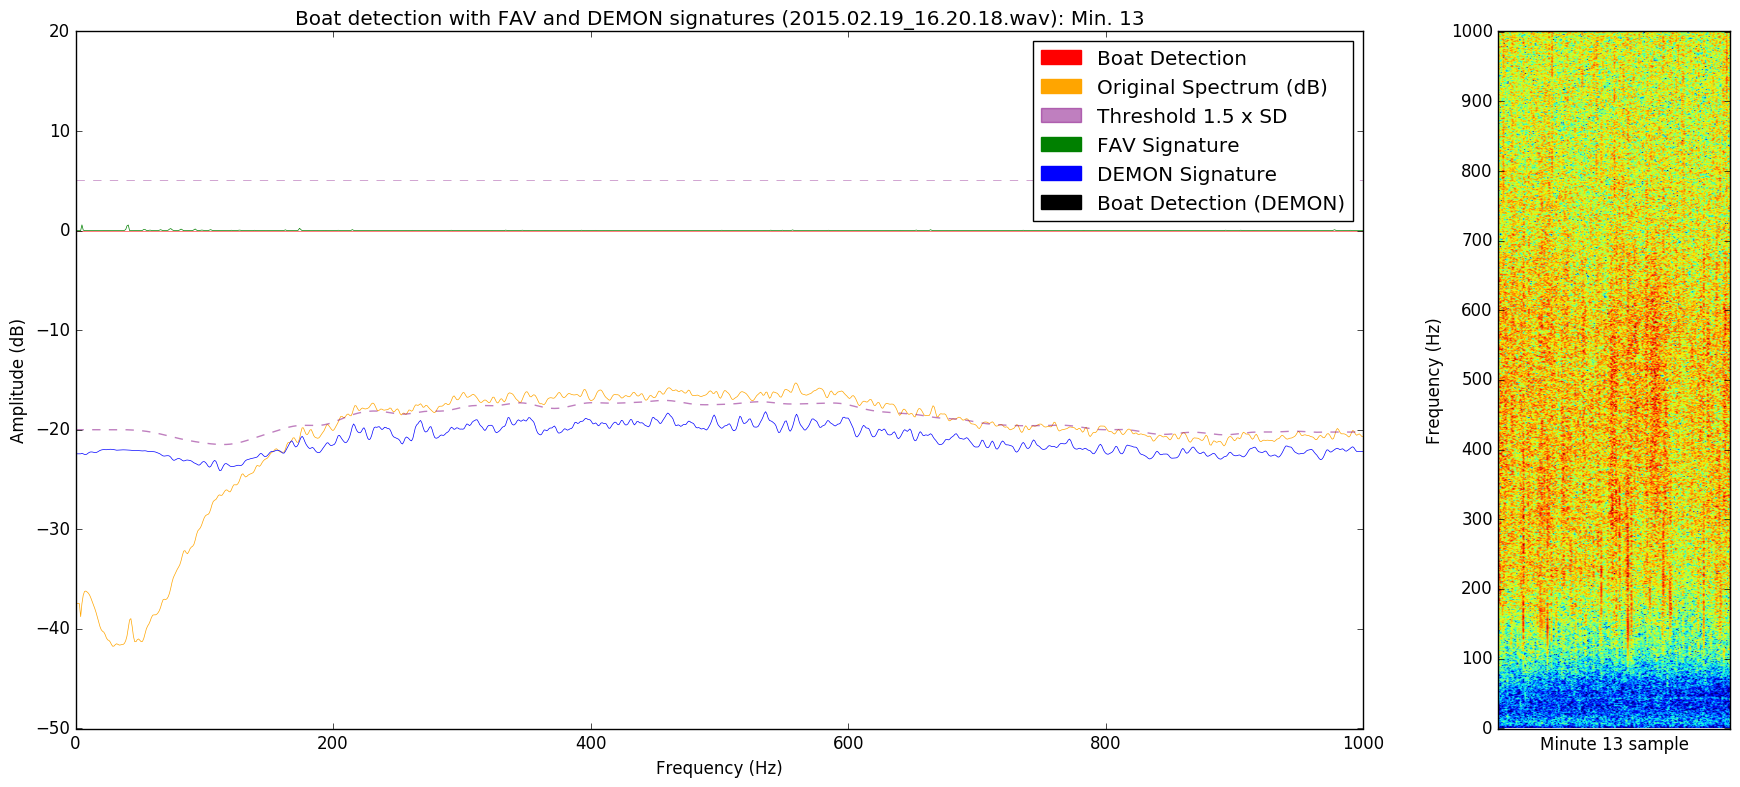 Boat detection with FAV and DEMON signatures (2015.02.19_16.20.18.wav): Min. 13
Amplitude (dB)
20
10
0
−10
−20
−30
−40
−50
0
200
400
600
800
1000
Frequency (Hz)
Boat Detection
Original Spectrum (dB)
Threshold 1.5 x SD
FAV Signature
DEMON Signature
Boat Detection (DEMON)
Frequency (Hz)
1000
900
800
700
600
500
400
300
200
100
0
Minute 13 sample